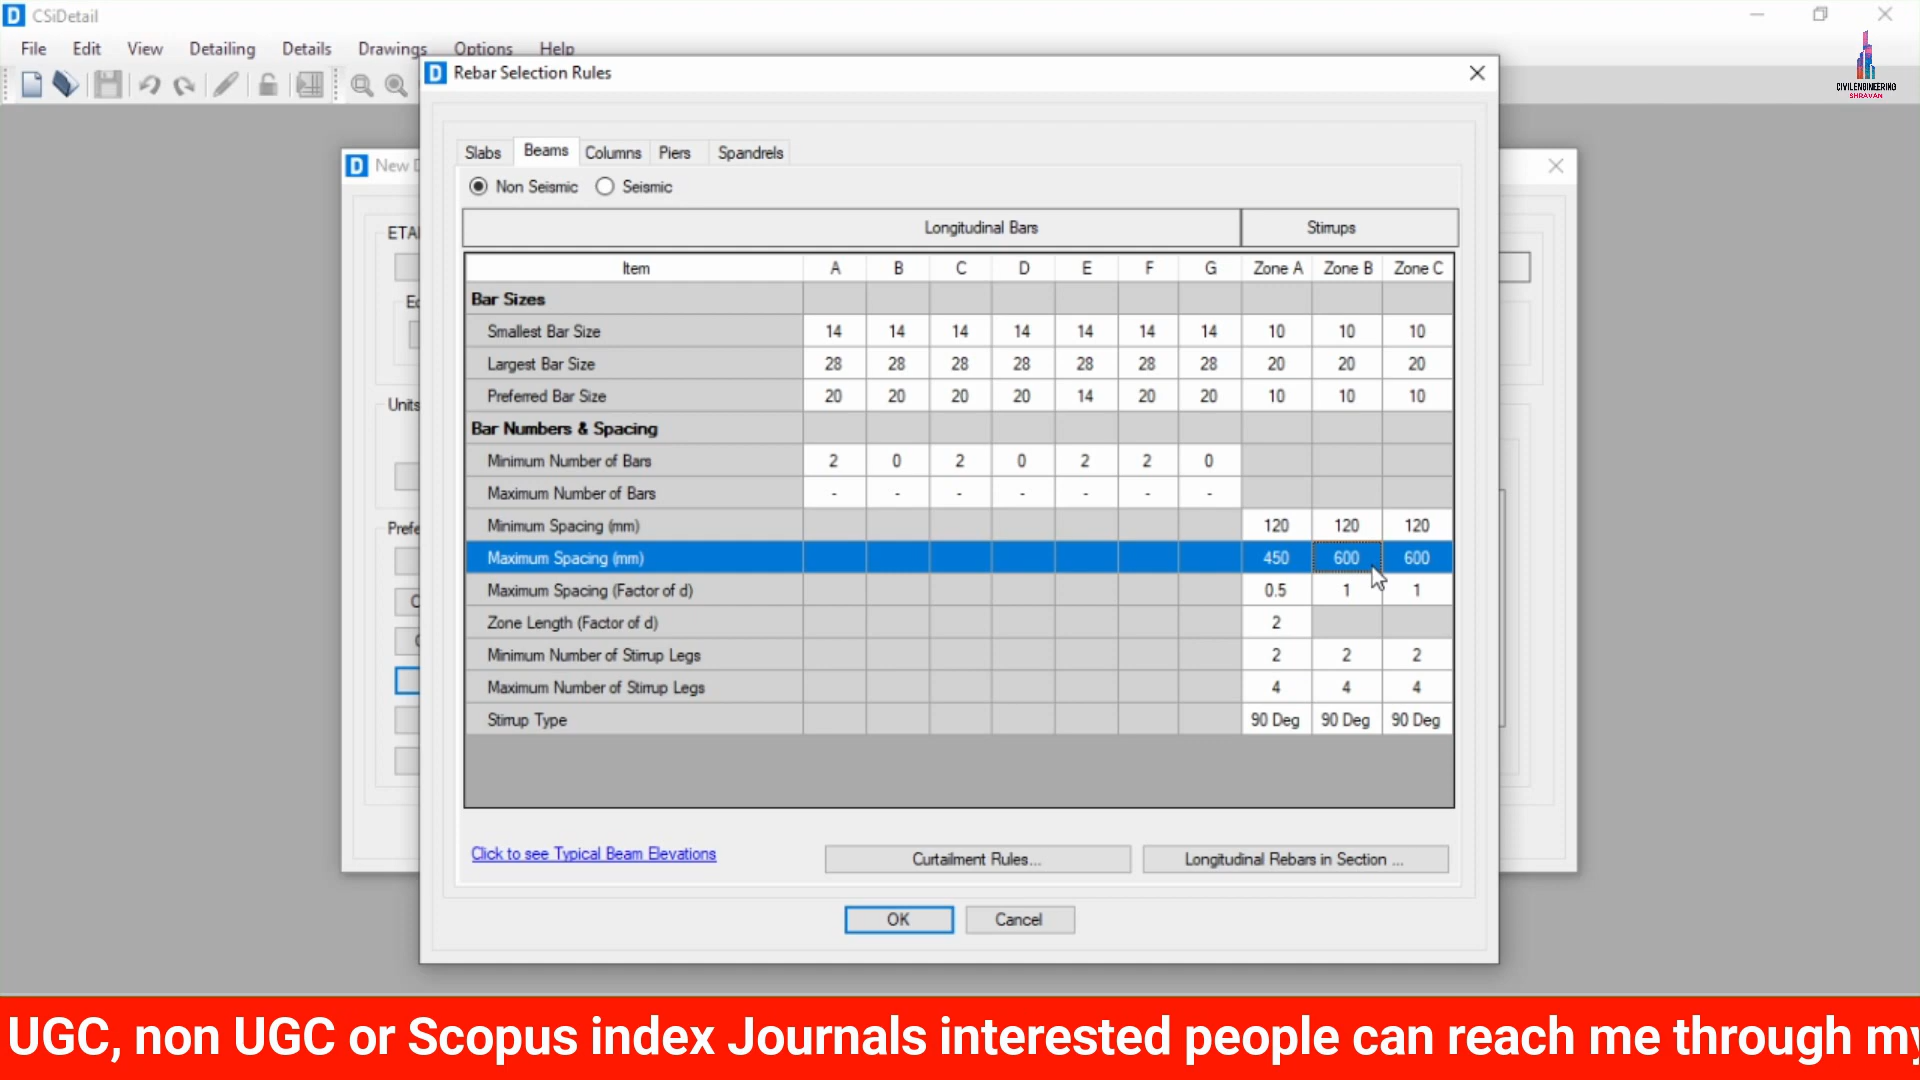 CSiDetail
File Edit View Detailing Details Drawings Options Help
CIVILENGINEERING
SHRAVAN
Rebar Selection Rules
New D
ETA
Units
Prefe
Slabs Beams Columns Piers Spandrels
Non Seismic Seismic
Longitudinal Bars Stirrups
Item A B C D E F G Zone A Zone B Zone C
Bar Sizes
Smallest Bar Size 14 14 14 14 14 14 14 10 10 10
Largest Bar Size 28 28 28 28 28 28 28 20 20 20
Preferred Bar Size 20 20 20 20 14 20 20 10 10 10
Bar Numbers & Spacing
Minimum Number of Bars 2 0 2 0 2 2 0
Maximum Number of Bars - - - - - - -
Minimum Spacing (mm) 120 120 120
Maximum Spacing (mm) 450 600 600
Maximum Spacing (Factor of d) 0.5 1 1
Zone Length (Factor of d) 2
Minimum Number of Stirrup Legs 2 2 2
Maximum Number of Stirrup Legs 4 4 4
Stirrup Type 90 Deg 90 Deg 90 Deg
Click to see Typical Beam Elevations Curtailment Rules... Longitudinal Rebars in Section ...
OK Cancel
UGC, non UGC or Scopus index Journals interested people can reach me through my